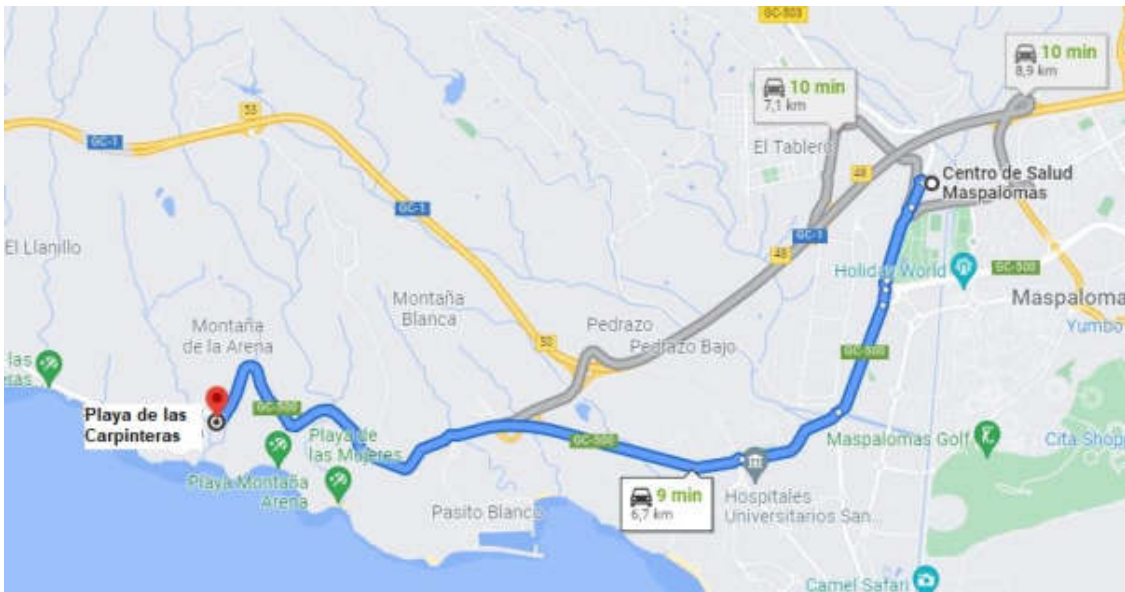 GC-503
10 min
8,9 km
10 min
7,1 km
53
GC-1
El Tablero
48
Centro de Salud
Maspalomas
GC-1
GC-1
El Llanillo
48
Holiday World
GC-500
Montaña
Blanca
Maspaloma
Montaña
de la Arena
Pedrazo
Pedrazo Bajo
Yumbo
50
GC-500
las
eras
Playa de las
Carpinteras
GC-500
Playa de
las Mujeres
GC-500
Maspalomas Golf
Cita Shopp
Playa Montaña
Arena
9 min
6,7 km
Hospitales
Universitarios San...
Pasito Blanco
Camel Safari